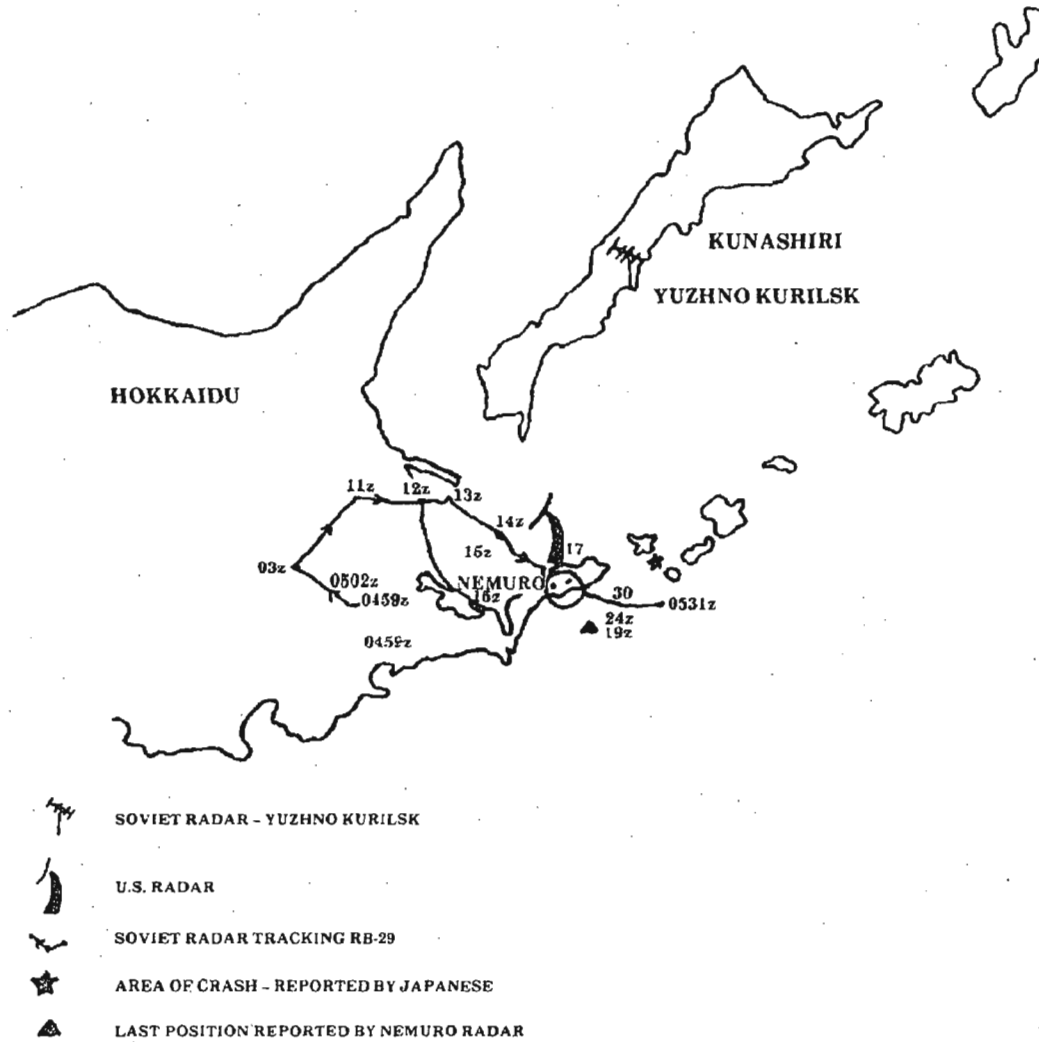 KUNASHIRI
YUZHNO KURILSK
HOKKAIDU
11z 12z 13z
14z
15z 17
03z 0502z NEMURO
0459z 16z 30 0531z
24z
19z
0459z
SOVIET RADAR – YUZHNO KURILSK
U.S. RADAR
SOVIET RADAR TRACKING RB-29
AREA OF CRASH – REPORTED BY JAPANESE
LAST POSITION REPORTED BY NEMURO RADAR